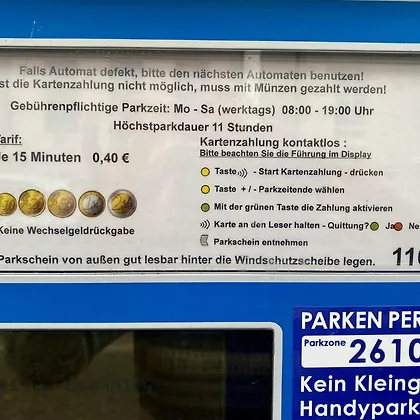 Falls Automat defekt, bitte den nächsten Automaten benutzen!
st die Kartenzahlung nicht möglich, muss mit Münzen gezahlt werden!
Gebührenpflichtige Parkzeit: Mo - Sa (werktags) 08:00 - 19:00 Uhr
Höchstparkdauer 11 Stunden
Tarif:
Je 15 Minuten 0,40 €
Keine Wechselgeldrückgabe
Kartenzahlung kontaktlos :
Bitte beachten Sie die Führung im Display
Taste - Start Kartenzahlung - drücken
Taste + / - Parkzeitende wählen
Mit der grünen Taste die Zahlung aktivieren
Karte an den Leser halten - Quittung? Ja Ne
Parkschein entnehmen
Parkschein von außen gut lesbar hinter die Windschutzscheibe legen.
PARKEN PER
Parkzone
2610
Kein Kleing
Handypark